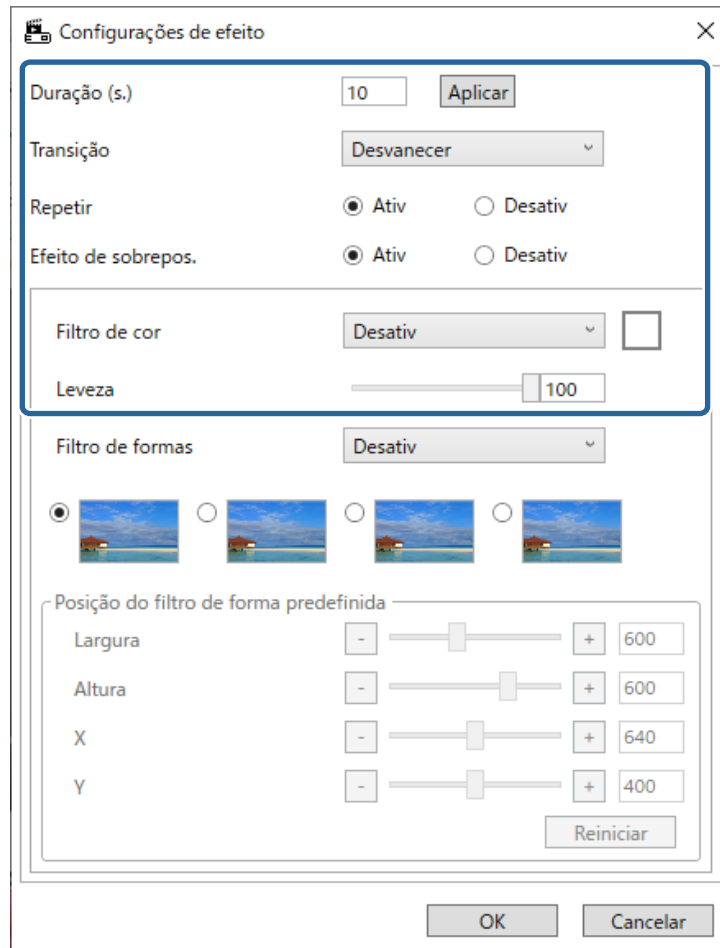 Configurações de efeito
Duração (s.) 10 Aplicar
Transição Desvanecer
Repetir Ativ Desativ
Efeito de sobrepos. Ativ Desativ
Filtro de cor Desativ
Leveza 100
Filtro de formas Desativ
Posição do filtro de forma predefinida
Largura - + 600
Altura - + 600
X - + 640
Y - + 400
Reiniciar
OK Cancelar